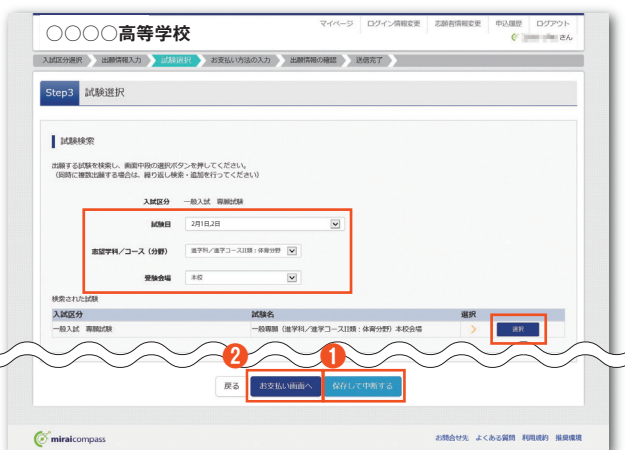 ○○○○高等学校
マイページ ログイン情報変更 志願者情報変更 申込履歴 ログアウト
さん
入試区分選択 出願情報入力 試験選択 お支払い方法の入力 出願情報の確認 送信完了
Step3 試験選択
試験検索
出願する試験を検索し、画面中段の選択ボタンを押してください。
(同時に複数出願する場合は、繰り返し検索・追加を行ってください)
入試区分 一般入試 専願試験
試験日 2月1日,2日
志望学科/コース (分野) 進学科/進学コースII類:体育分野
受験会場 本校
検索された試験
入試区分 試験名 選択
一般入試 専願試験 一般専願(進学科/進学コースII類:体育分野)本校会場 選択
2 1
戻る お支払い画面へ 保存して中断する
miraicompass お問合せ先 よくある質問 利用規約 推奨環境